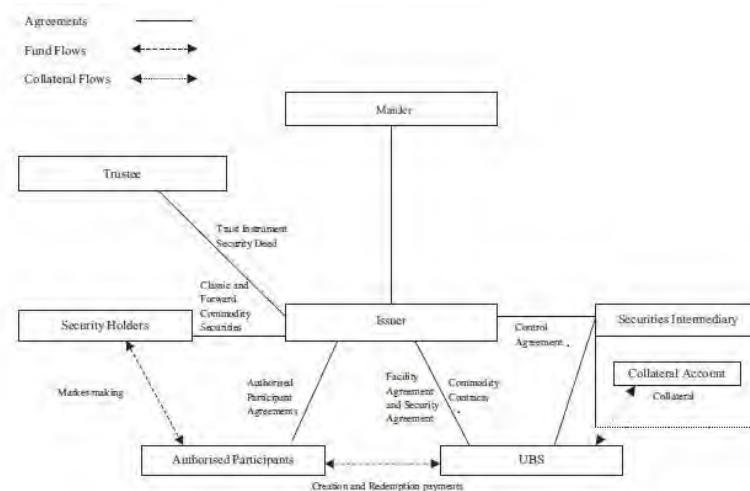 Agreements
Fund Flows
Collateral Flows
Trustee
Trust Instrument
Security Deed
Classic and
Forward
Commodity
Securities
Security Holders
Issuer
Securities Intermediary
Control
Agreement
Collateral Account
Collateral
Market-making
Authorised
Participant
Agreements
Facility
Agreement
and Security
Agreement
Commodity
Contracts
Authorised Participants
UBS
Creation and Redemption payments